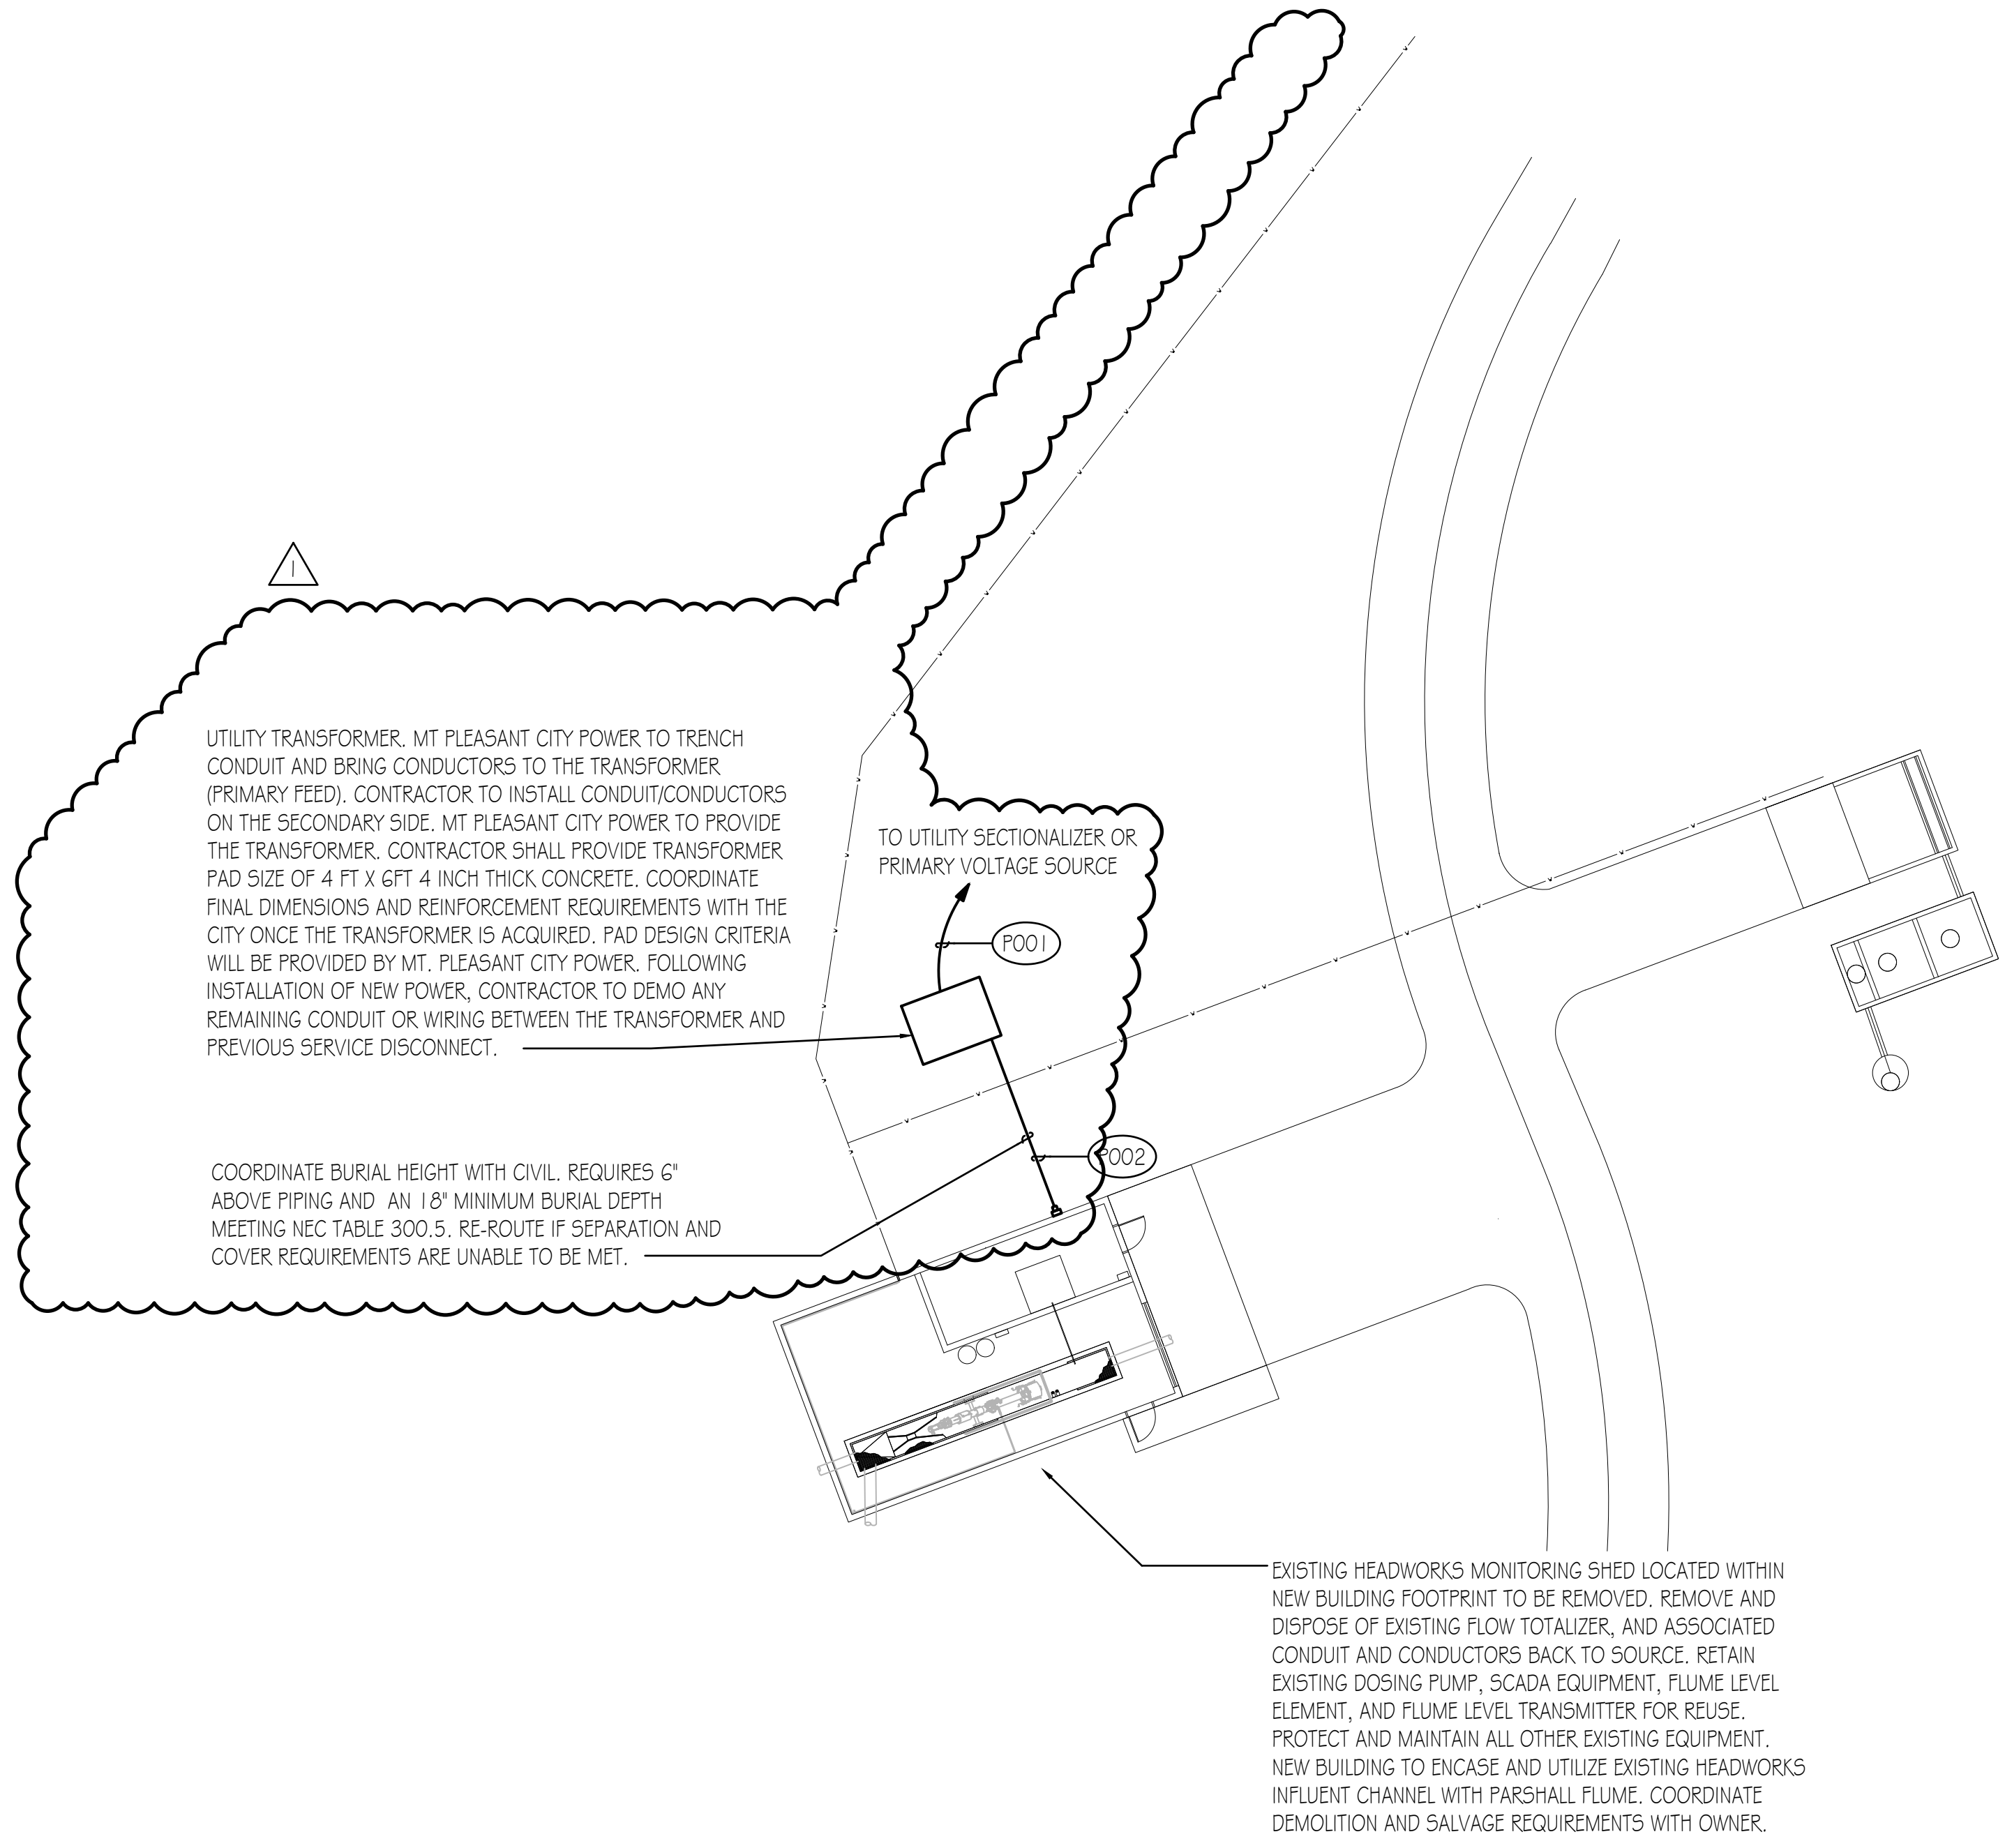 1
UTILITY TRANSFORMER. MT PLEASANT CITY POWER TO TRENCH
CONDUIT AND BRING CONDUCTORS TO THE TRANSFORMER
(PRIMARY FEED). CONTRACTOR TO INSTALL CONDUIT/CONDUCTORS
ON THE SECONDARY SIDE. MT PLEASANT CITY POWER TO PROVIDE
THE TRANSFORMER. CONTRACTOR SHALL PROVIDE TRANSFORMER
PAD SIZE OF 4 FT X 6FT 4 INCH THICK CONCRETE. COORDINATE
FINAL DIMENSIONS AND REINFORCEMENT REQUIREMENTS WITH THE
CITY ONCE THE TRANSFORMER IS ACQUIRED. PAD DESIGN CRITERIA
WILL BE PROVIDED BY MT. PLEASANT CITY POWER. FOLLOWING
INSTALLATION OF NEW POWER, CONTRACTOR TO DEMO ANY
REMAINING CONDUIT OR WIRING BETWEEN THE TRANSFORMER AND
PREVIOUS SERVICE DISCONNECT.
TO UTILITY SECTIONALIZER OR
PRIMARY VOLTAGE SOURCE
P001
P002
COORDINATE BURIAL HEIGHT WITH CIVIL. REQUIRES 6"
ABOVE PIPING AND AN 18" MINIMUM BURIAL DEPTH
MEETING NEC TABLE 300.5. RE-ROUTE IF SEPARATION AND
COVER REQUIREMENTS ARE UNABLE TO BE MET.
EXISTING HEADWORKS MONITORING SHED LOCATED WITHIN
NEW BUILDING FOOTPRINT TO BE REMOVED. REMOVE AND
DISPOSE OF EXISTING FLOW TOTALIZER, AND ASSOCIATED
CONDUIT AND CONDUCTORS BACK TO SOURCE. RETAIN
EXISTING DOSING PUMP, SCADA EQUIPMENT, FLUME LEVEL
ELEMENT, AND FLUME LEVEL TRANSMITTER FOR REUSE.
PROTECT AND MAINTAIN ALL OTHER EXISTING EQUIPMENT.
NEW BUILDING TO ENCASE AND UTILIZE EXISTING HEADWORKS
INFLUENT CHANNEL WITH PARSHALL FLUME. COORDINATE
DEMOLITION AND SALVAGE REQUIREMENTS WITH OWNER.